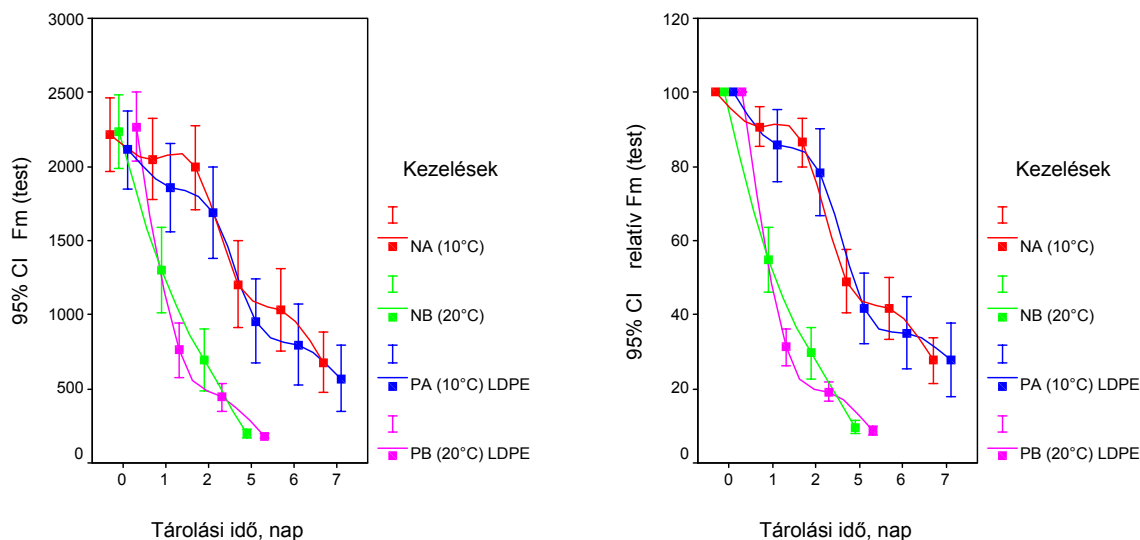 3000
2500
2000
1500
1000
500
0
95% CI Fm (test)
0 1 2 5 6 7
Tárolási idő, nap
Kezelések
NA (10°C)
NB (20°C)
PA (10°C) LDPE
PB (20°C) LDPE
120
100
80
60
40
20
0
95% CI relatív Fm (test)
0 1 2 5 6 7
Tárolási idő, nap
Kezelések
NA (10°C)
NB (20°C)
PA (10°C) LDPE
PB (20°C) LDPE